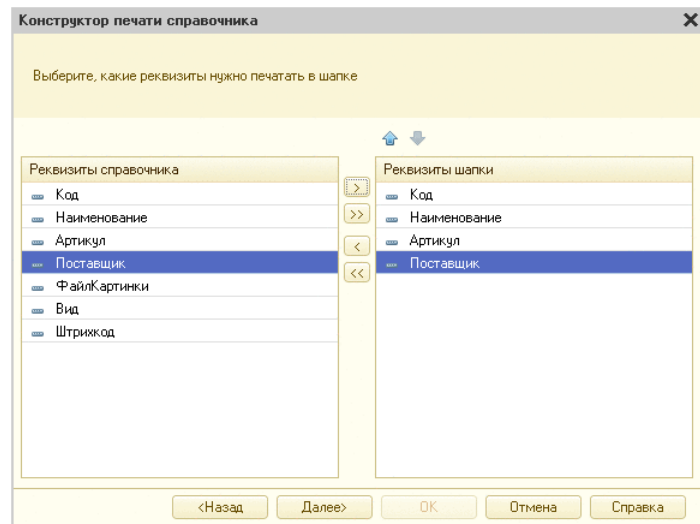 Конструктор печати справочника
Выберите, какие реквизиты нужно печатать в шапке
Реквизиты справочника
Код
Наименование
Артикул
Поставщик
ФайлКартинки
Вид
Штрихкод
>
>>
<
<<
Реквизиты шапки
Код
Наименование
Артикул
Поставщик
<Назад Далее> ОК Отмена Справка